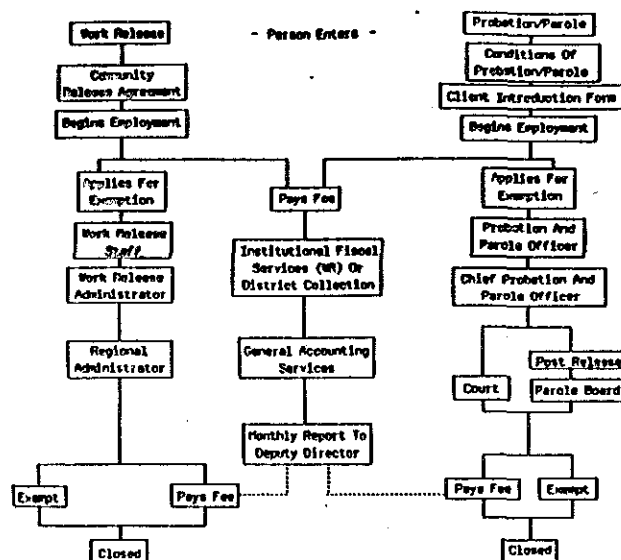 Work Release
- Person Enters -
Probation/Parole
Community
Release Agreement
Conditions Of
Probation/Parole
Client Introduction Form
Begins Employment
Begins Employment
Applies For
Exemption
Pays Fee
Applies For
Exemption
Work Release
Staff
Institutional Fiscal
Services (WR) Or
District Collection
Probation And
Parole Officer
Work Release
Administrator
Chief Probation And
Parole Officer
Regional
Administrator
General Accounting
Services
Court
Post Release
Parole Board
Monthly Report To
Deputy Director
Exempt
Pays Fee
Pays Fee
Exempt
Closed
Closed